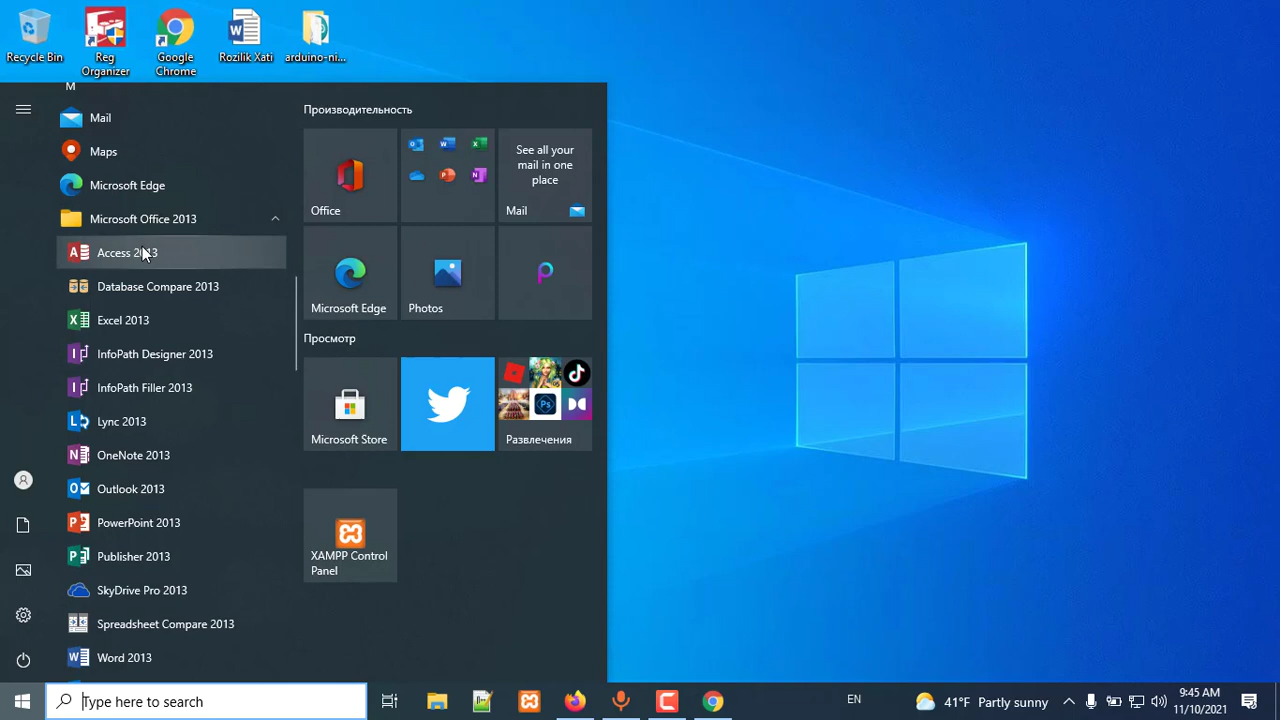 Recycle Bin
Reg
Organizer
Google
Chrome
Rozilik Xati
arduino-ni...
M
Mail
Maps
Microsoft Edge
Microsoft Office 2013
Access 2013
Database Compare 2013
Excel 2013
InfoPath Designer 2013
InfoPath Filler 2013
Lync 2013
OneNote 2013
Outlook 2013
PowerPoint 2013
Publisher 2013
SkyDrive Pro 2013
Spreadsheet Compare 2013
Word 2013
Производительность
Office
See all your
mail in one
place
Mail
Microsoft Edge
Photos
Просмотр
Microsoft Store
Развлечения
XAMPP Control
Panel
Type here to search
EN
41°F Partly sunny
9:45 AM
11/10/2021